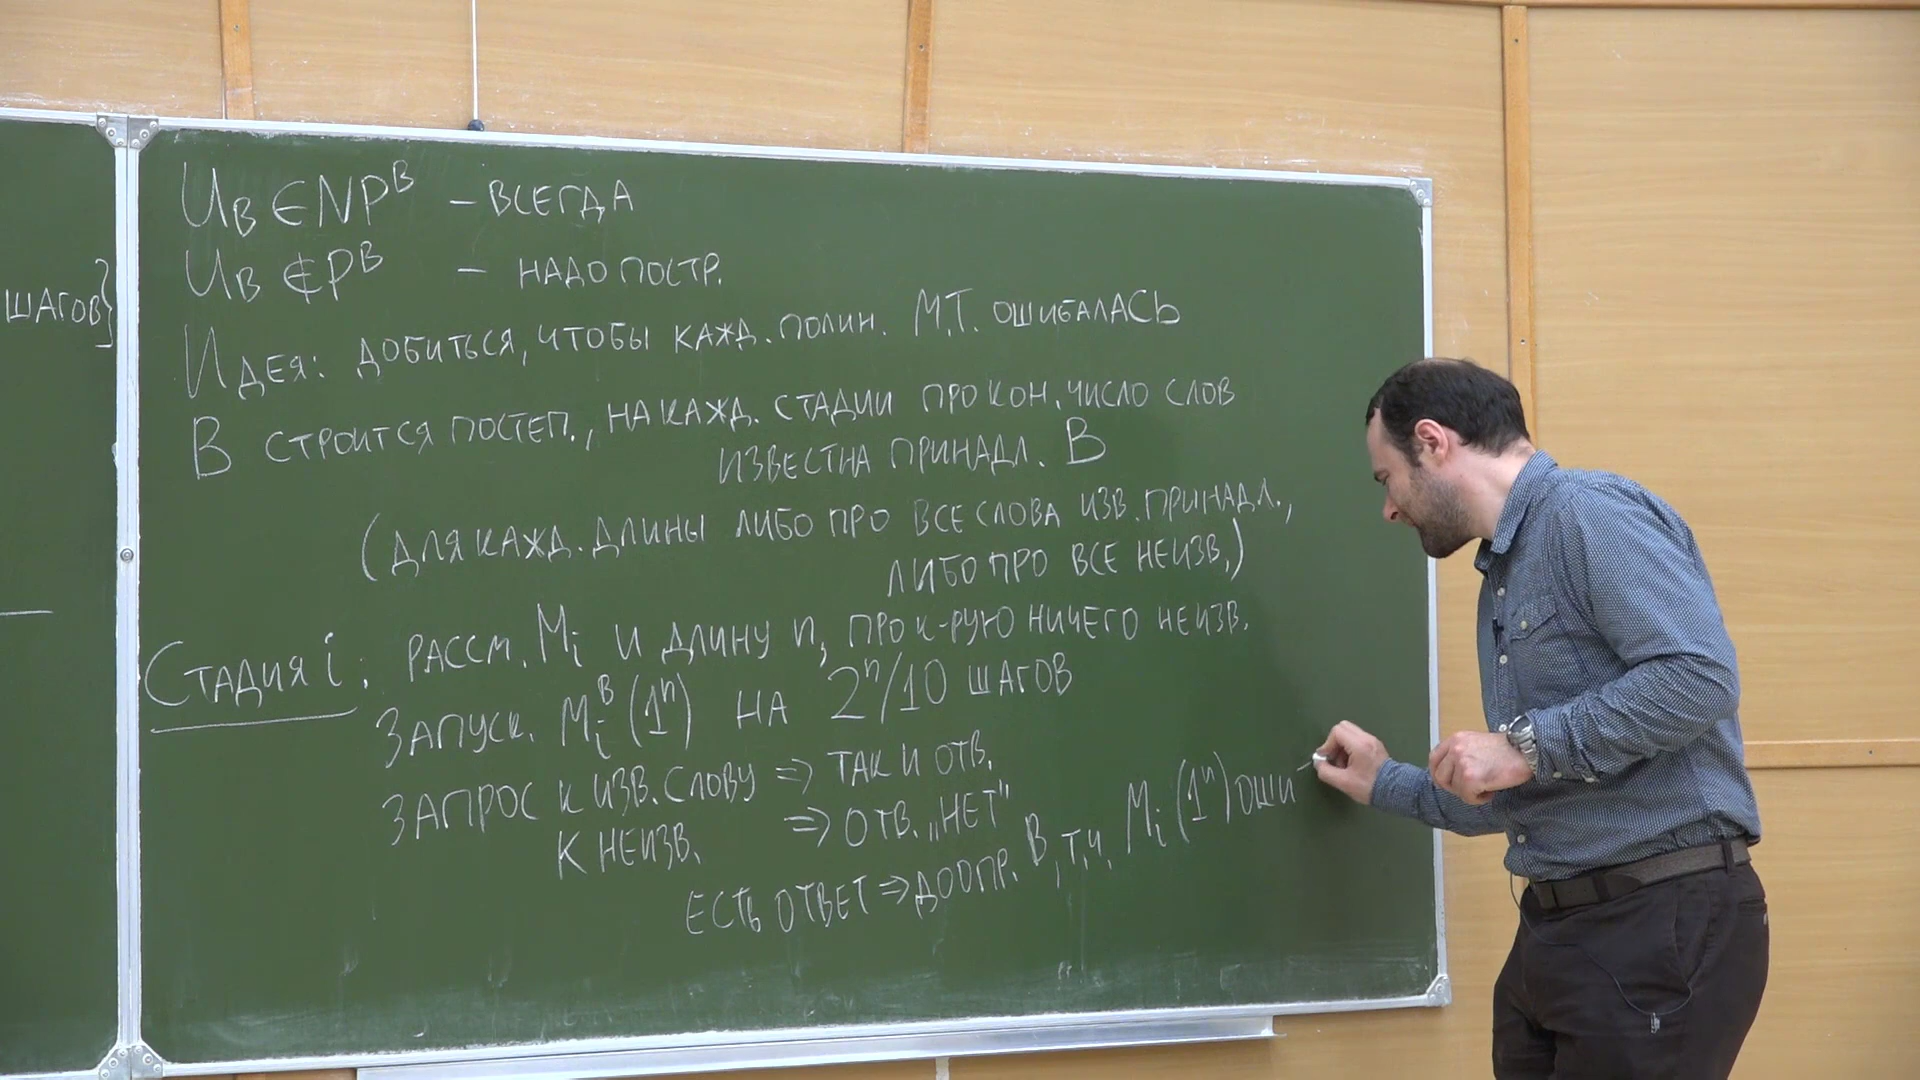 ШАГОВ}
U_B ∈ NP^B – ВСЕГДА
U_B ∉ P^B – НАДО ПОСТР.
ИДЕЯ: ДОБИТЬСЯ, ЧТОБЫ КАЖД. ПОЛИН. М.Т. ОШИБАЛАСЬ
B СТРОИТСЯ ПОСТЕП., НА КАЖД. СТАДИИ ПРО КОН. ЧИСЛО СЛОВ
ИЗВЕСТНА ПРИНАДЛ. B
(ДЛЯ КАЖД. ДЛИНЫ ЛИБО ПРО ВСЕ СЛОВА ИЗВ. ПРИНАДЛ.,
ЛИБО ПРО ВСЕ НЕИЗВ.)
СТАДИЯ i: РАССМ. M_i И ДЛИНУ n, ПРО К-РУЮ НИЧЕГО НЕИЗВ.
ЗАПУСК. M_i^B(1^n) НА 2^n/10 ШАГОВ
ЗАПРОС К ИЗВ. СЛОВУ ⇒ ТАК И ОТВ.
К НЕИЗВ. ⇒ ОТВ. „НЕТ"
ЕСТЬ ОТВЕТ ⇒ ДООПР. B, Т.Ч. M_i(1^n) ОШИ